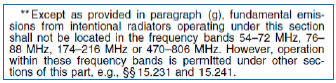 **Except as provided in paragraph (g), fundamental emis-
sions from intentional radiators operating under this section
shall not be located in the frequency bands 54–72 MHz, 76–
88 MHz, 174–216 MHz or 470–806 MHz. However, operation
within these frequency bands is permitted under other sec-
tions of this part, e.g., §§ 15.231 and 15.241.